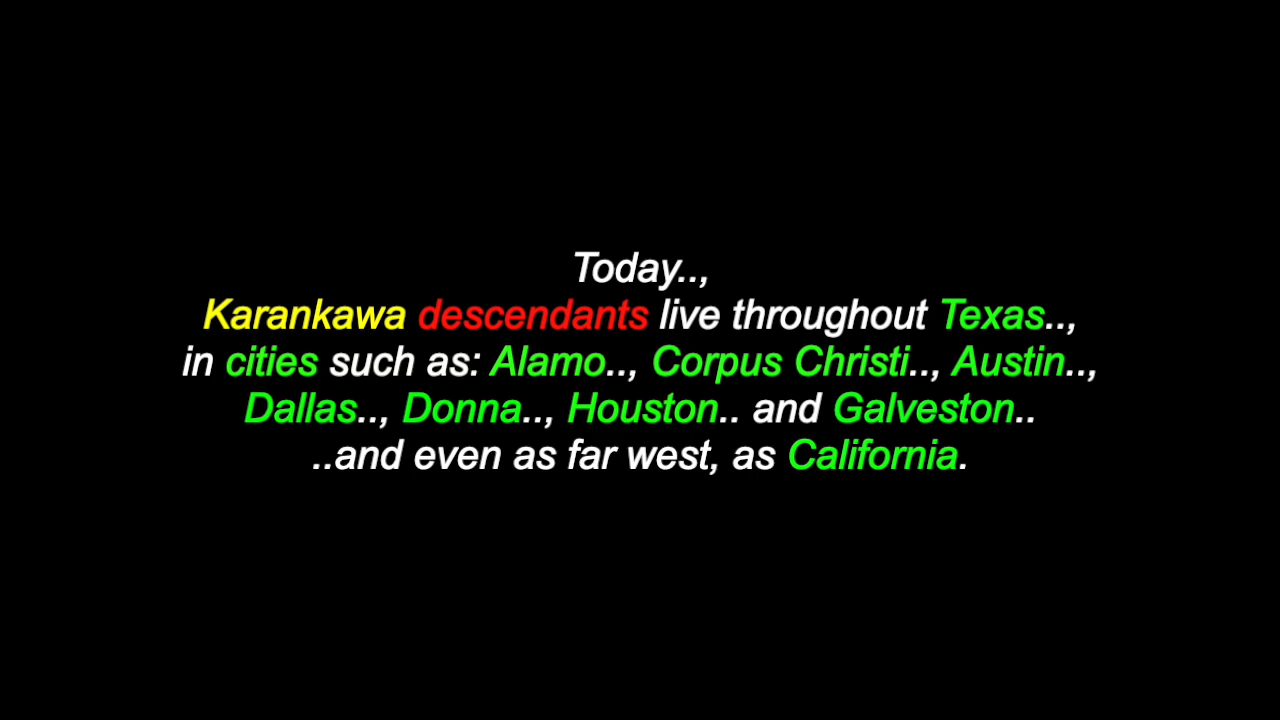 Today..,
Karankawa descendants live throughout Texas..,
in cities such as: Alamo.., Corpus Christi.., Austin..,
Dallas.., Donna.., Houston.. and Galveston..
..and even as far west, as California.